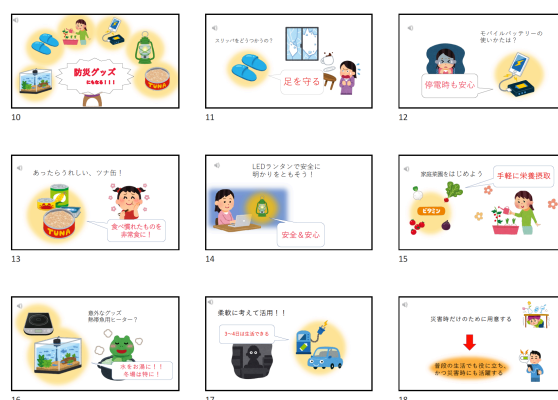 防災グッズ
にもなる！！！
10
スリッパをどうつかうの？
足を守る
11
モバイルバッテリーの
使いかたは？
停電時も安心
12
あったらうれしい、ツナ缶！
TUNA
食べ慣れたものを
非常食に！
13
LEDランタンで安全に
明かりをともそう！
安全＆安心
14
家庭菜園をはじめよう
手軽に栄養摂取
ビタミン
15
意外なグッズ
熱帯魚用ヒーター？
水をお湯に！！
冬場は特に！
16
柔軟に考えて活用！！
3～4日は生活できる
17
災害時だけのために用意する
普段の生活でも役に立ち、
かつ災害時にも活躍する
18